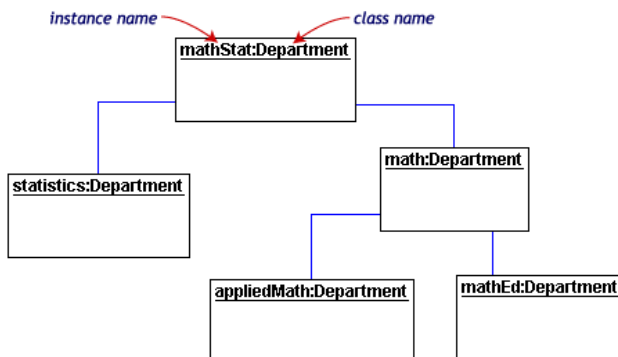 instance name
class name
mathStat:Department
math:Department
statistics:Department
appliedMath:Department
mathEd:Department